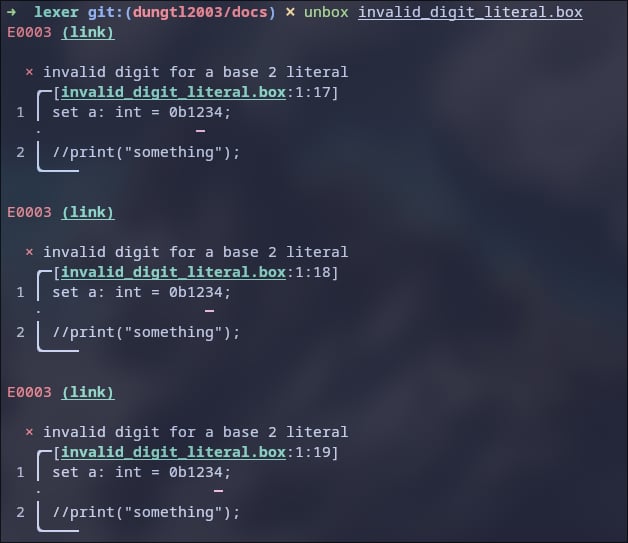 ➜ lexer git:(dungtl2003/docs) ✗ unbox invalid_digit_literal.box
E0003 (link)
× invalid digit for a base 2 literal
[invalid_digit_literal.box:1:17]
1 set a: int = 0b1234;
2 //print("something");
E0003 (link)
× invalid digit for a base 2 literal
[invalid_digit_literal.box:1:18]
1 set a: int = 0b1234;
2 //print("something");
E0003 (link)
× invalid digit for a base 2 literal
[invalid_digit_literal.box:1:19]
1 set a: int = 0b1234;
2 //print("something");